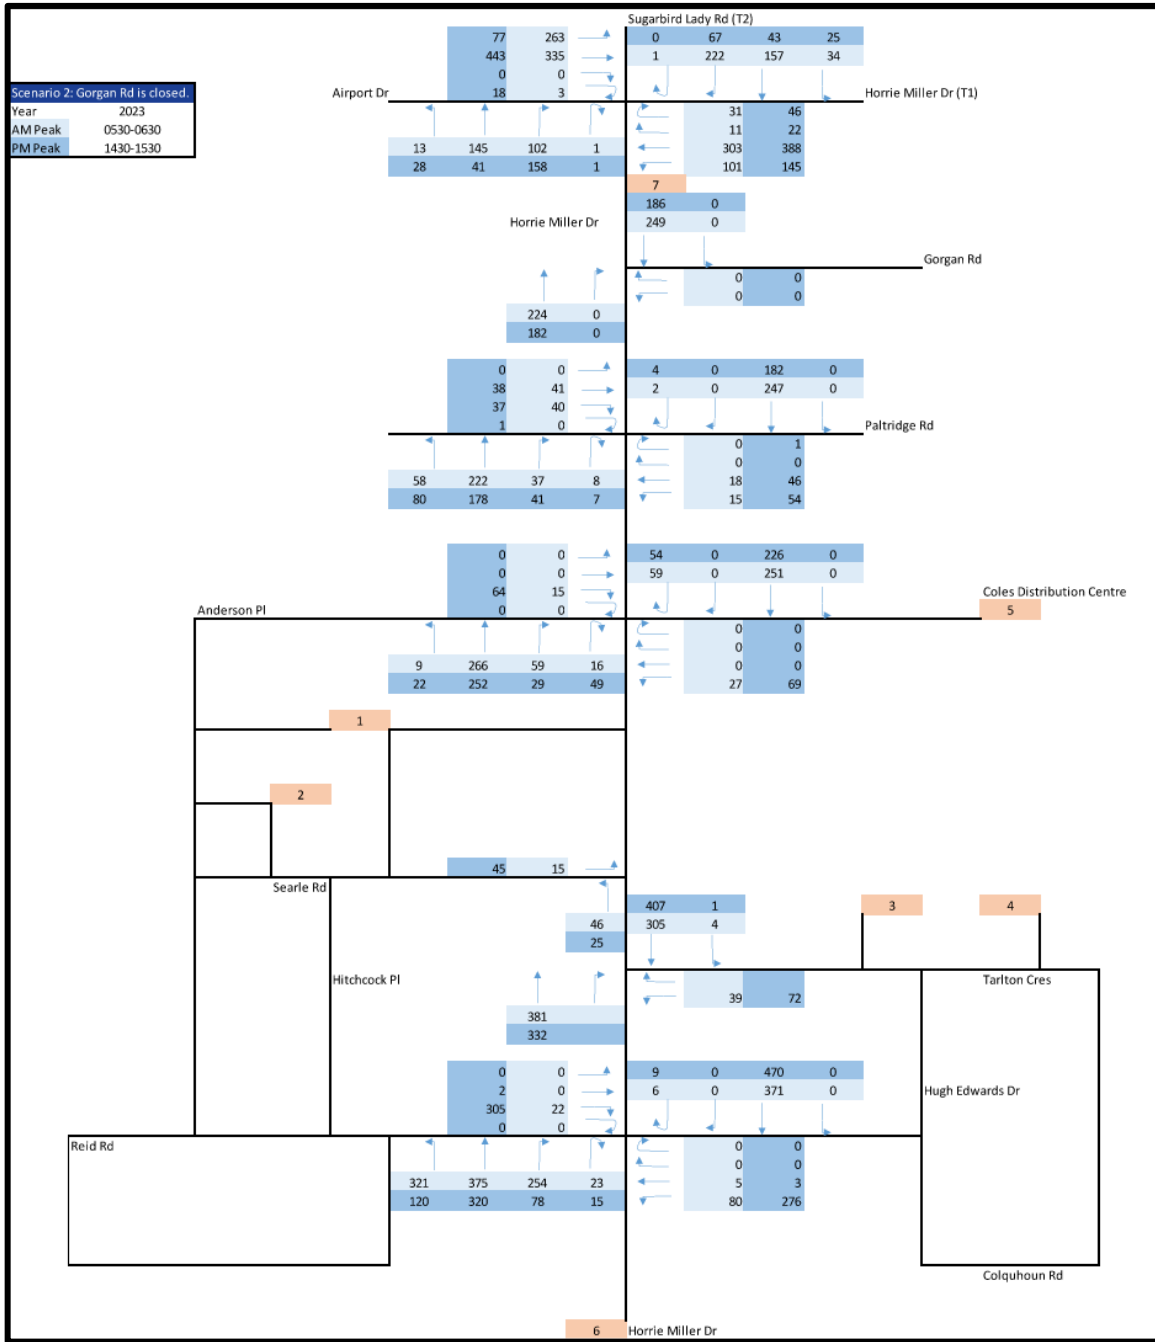 Sugarbird Lady Rd (T2)
77 263 0 67 43 25
443 335 1 222 157 34
0 0
Scenario 2: Gorgan Rd is closed.
Airport Dr 18 3 Horrie Miller Dr (T1)
Year 2023 31 46
AM Peak 0530-0630 11 22
PM Peak 1430-1530
13 145 102 1 303 388
28 41 158 1 101 145
7
186 0
Horrie Miller Dr 249 0
Gorgan Rd
0 0
0 0
224 0
182 0
0 0 4 0 182 0
38 41 2 0 247 0
37 40
1 0 Paltridge Rd
0 1
0 0
58 222 37 8 18 46
80 178 41 7 15 54
0 0 54 0 226 0
0 0 59 0 251 0
64 15 Coles Distribution Centre
Anderson Pl 0 0 5
0 0
0 0
9 266 59 16 0 0
22 252 29 49 27 69
1
2
45 15
Searle Rd
407 1 3 4
46 305 4
25
Hitchcock Pl Tarlton Cres
39 72
381
332
0 0 9 0 470 0
2 0 6 0 371 0 Hugh Edwards Dr
305 22
0 0
Reid Rd 0 0
0 0
321 375 254 23 5 3
120 320 78 15 80 276
Colquhoun Rd
6 Horrie Miller Dr